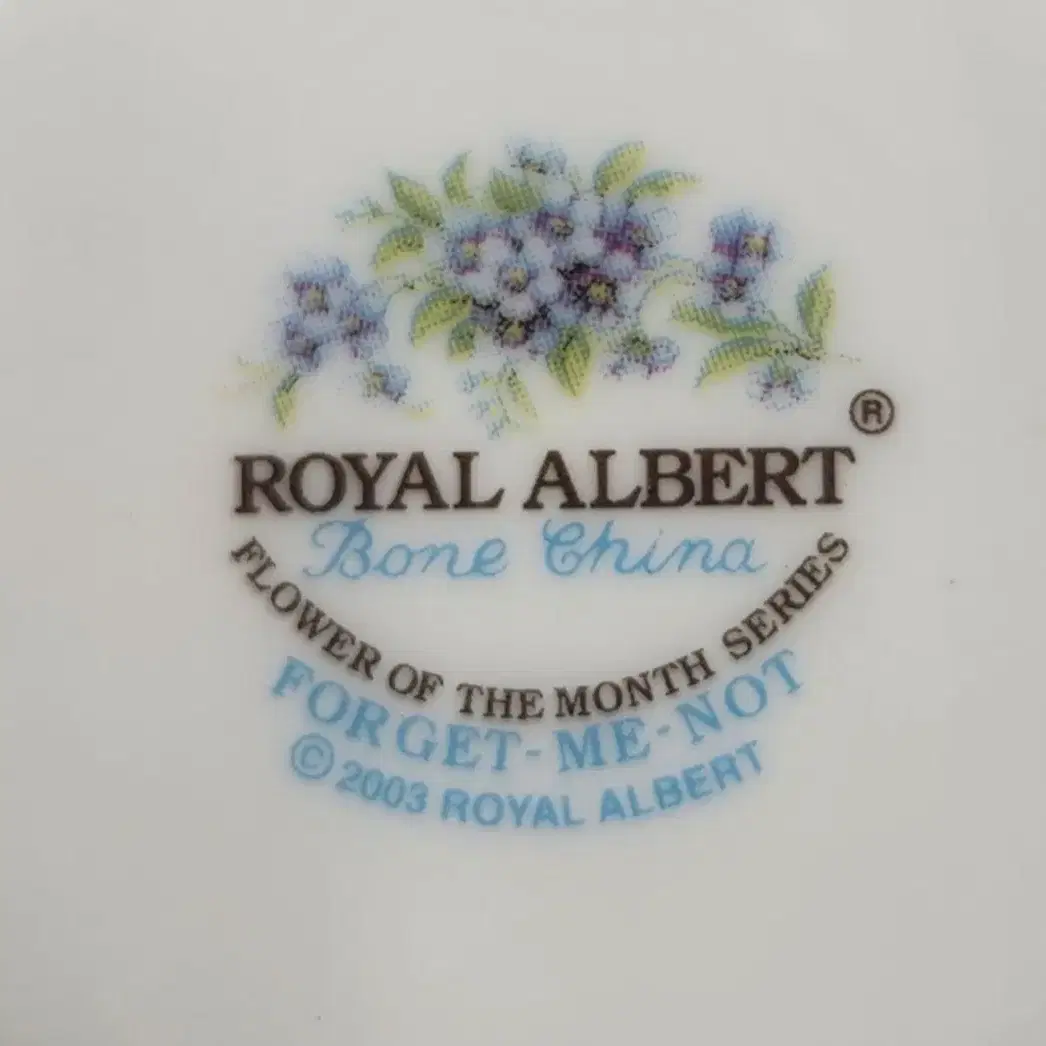 ®
ROYAL ALBERT
Bone China
FLOWER OF THE MONTH SERIES
FORGET-ME-NOT
© 2003 ROYAL ALBERT